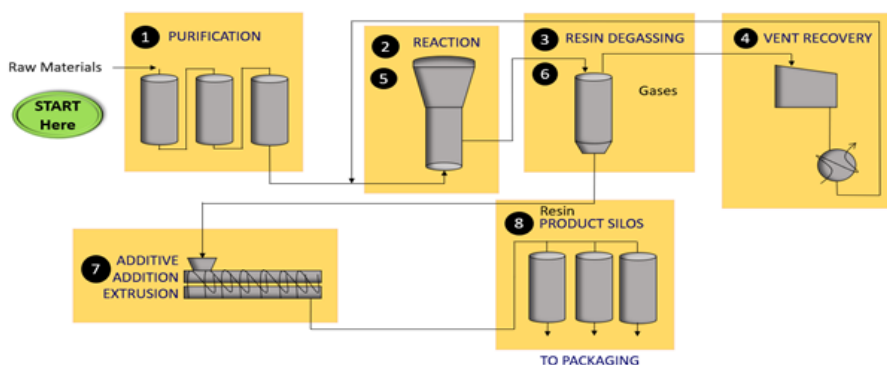 1 PURIFICATION
Raw Materials
START
Here
2 REACTION
5
3 RESIN DEGASSING
6
Gases
4 VENT RECOVERY
7
ADDITIVE
ADDITION
EXTRUSION
Resin
8 PRODUCT SILOS
TO PACKAGING